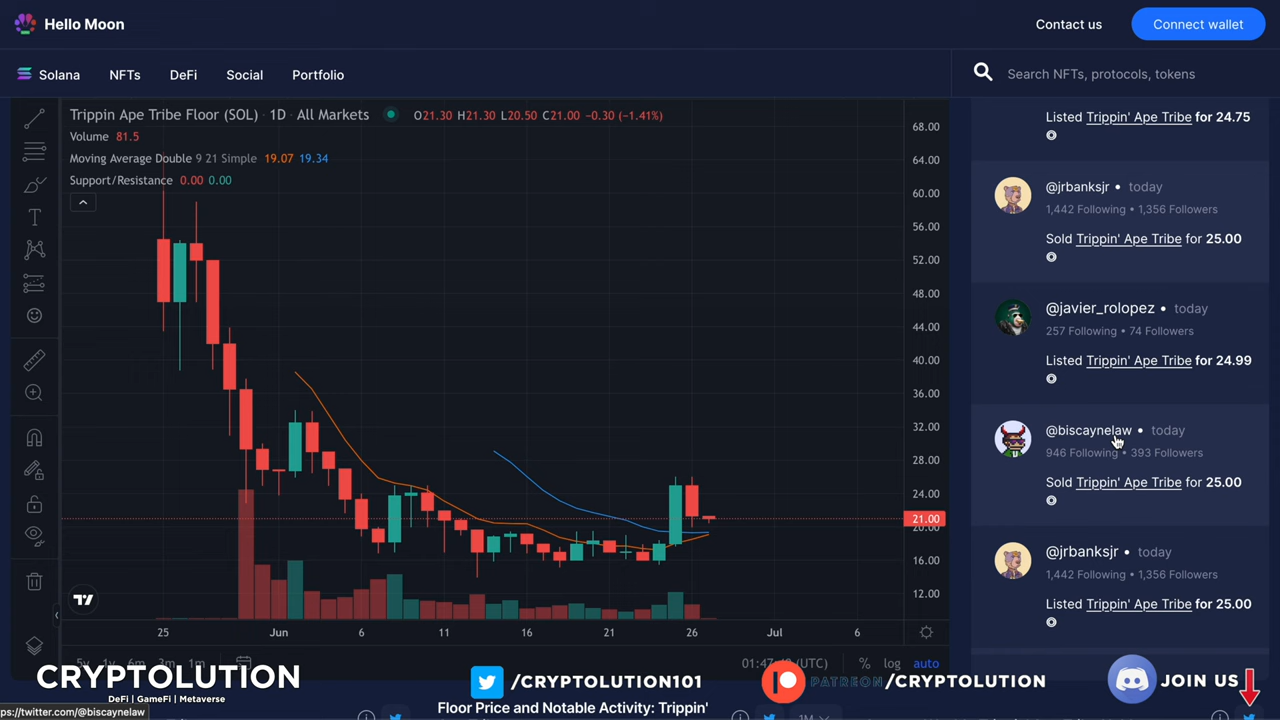 Hello Moon
Contact us
Connect wallet
Solana
NFTs
DeFi
Social
Portfolio
Search NFTs, protocols, tokens
Trippin Ape Tribe Floor (SOL) · 1D · All Markets O21.30 H21.30 L20.50 C21.00 -0.30 (-1.41%)
Volume 81.5
Moving Average Double 9 21 Simple 19.07 19.34
Support/Resistance 0.00 0.00
68.00
64.00
60.00
56.00
52.00
48.00
44.00
40.00
36.00
32.00
28.00
24.00
21.00
20.00
16.00
12.00
25 Jun 6 11 16 21 26 Jul 6
Listed Trippin' Ape Tribe for 24.75
@jrbanksjr • today
1,442 Following • 1,356 Followers
Sold Trippin' Ape Tribe for 25.00
@javier_rolopez • today
257 Following • 74 Followers
Listed Trippin' Ape Tribe for 24.99
@biscaynelaw • today
946 Following • 393 Followers
Sold Trippin' Ape Tribe for 25.00
@jrbanksjr • today
1,442 Following • 1,356 Followers
Listed Trippin' Ape Tribe for 25.00
5y 1y 6m 3m 1m
(UTC) % log auto
CRYPTOLUTION
DeFi | GameFi | Metaverse
/CRYPTOLUTION101
PATREON/CRYPTOLUTION
JOIN US
Floor Price and Notable Activity: Trippin'
1M
ps://twitter.com/@biscaynelaw